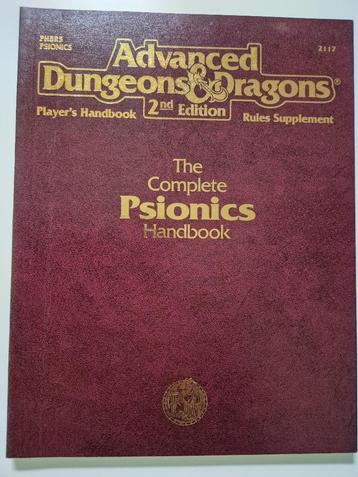 PHBR5
PSIONICS
2117
Advanced
Dungeons & Dragons®
Player's Handbook 2nd Edition Rules Supplement
The
Complete
Psionics
Handbook